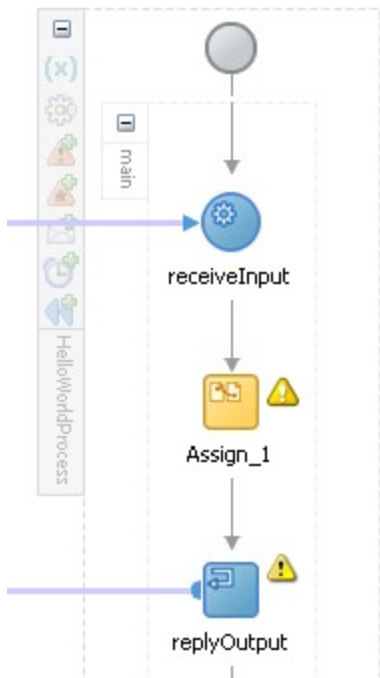 (x)
main
receiveInput
HelloWorldProcess
Assign_1
replyOutput